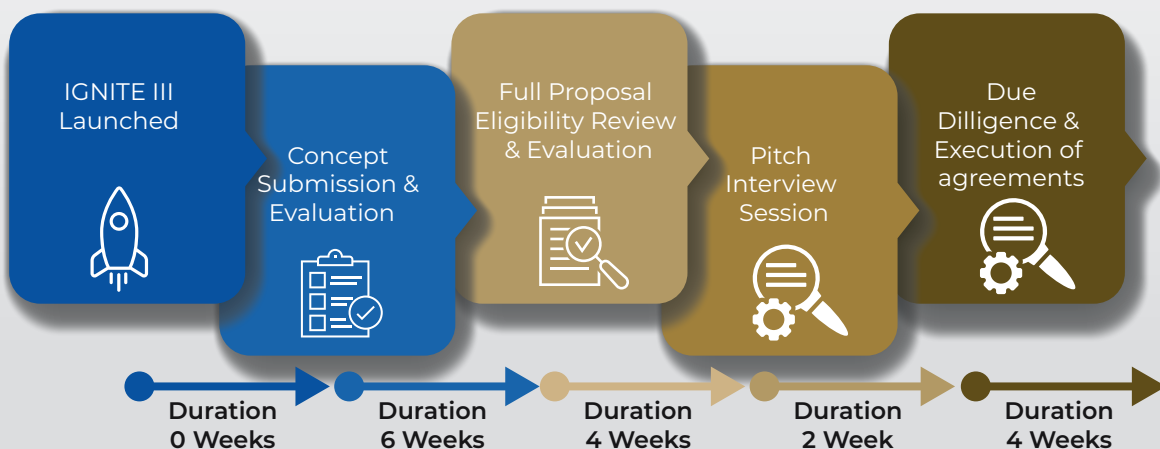 IGNITE III
Launched
Concept
Submission &
Evaluation
Full Proposal
Eligibility Review
& Evaluation
Pitch
Interview
Session
Due
Dilligence &
Execution of
agreements
Duration
0 Weeks
Duration
6 Weeks
Duration
4 Weeks
Duration
2 Week
Duration
4 Weeks